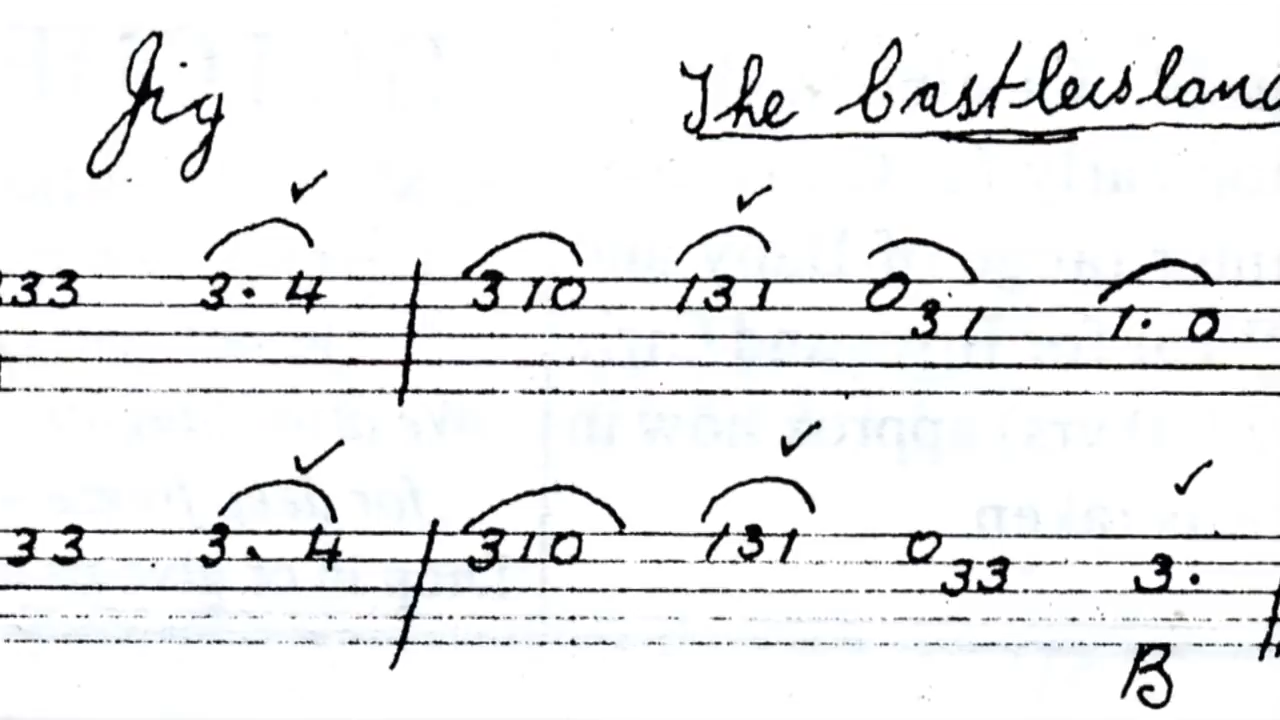 Jig The Castleisland
33 3. 4 310 131 0 31 1. 0
33 3. 4 310 131 0 33 3.
B